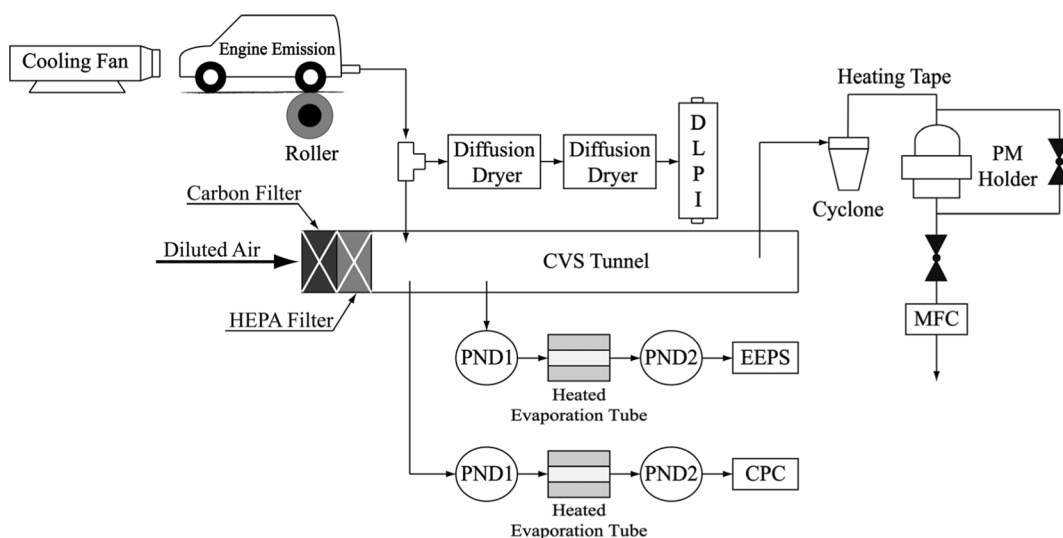 Cooling Fan
Engine Emission
Roller
Heating Tape
Diffusion
Dryer
Diffusion
Dryer
D
L
P
I
Cyclone
PM
Holder
Carbon Filter
Diluted Air
CVS Tunnel
HEPA Filter
MFC
PND1
PND2
EEPS
Heated
Evaporation Tube
PND1
PND2
CPC
Heated
Evaporation Tube